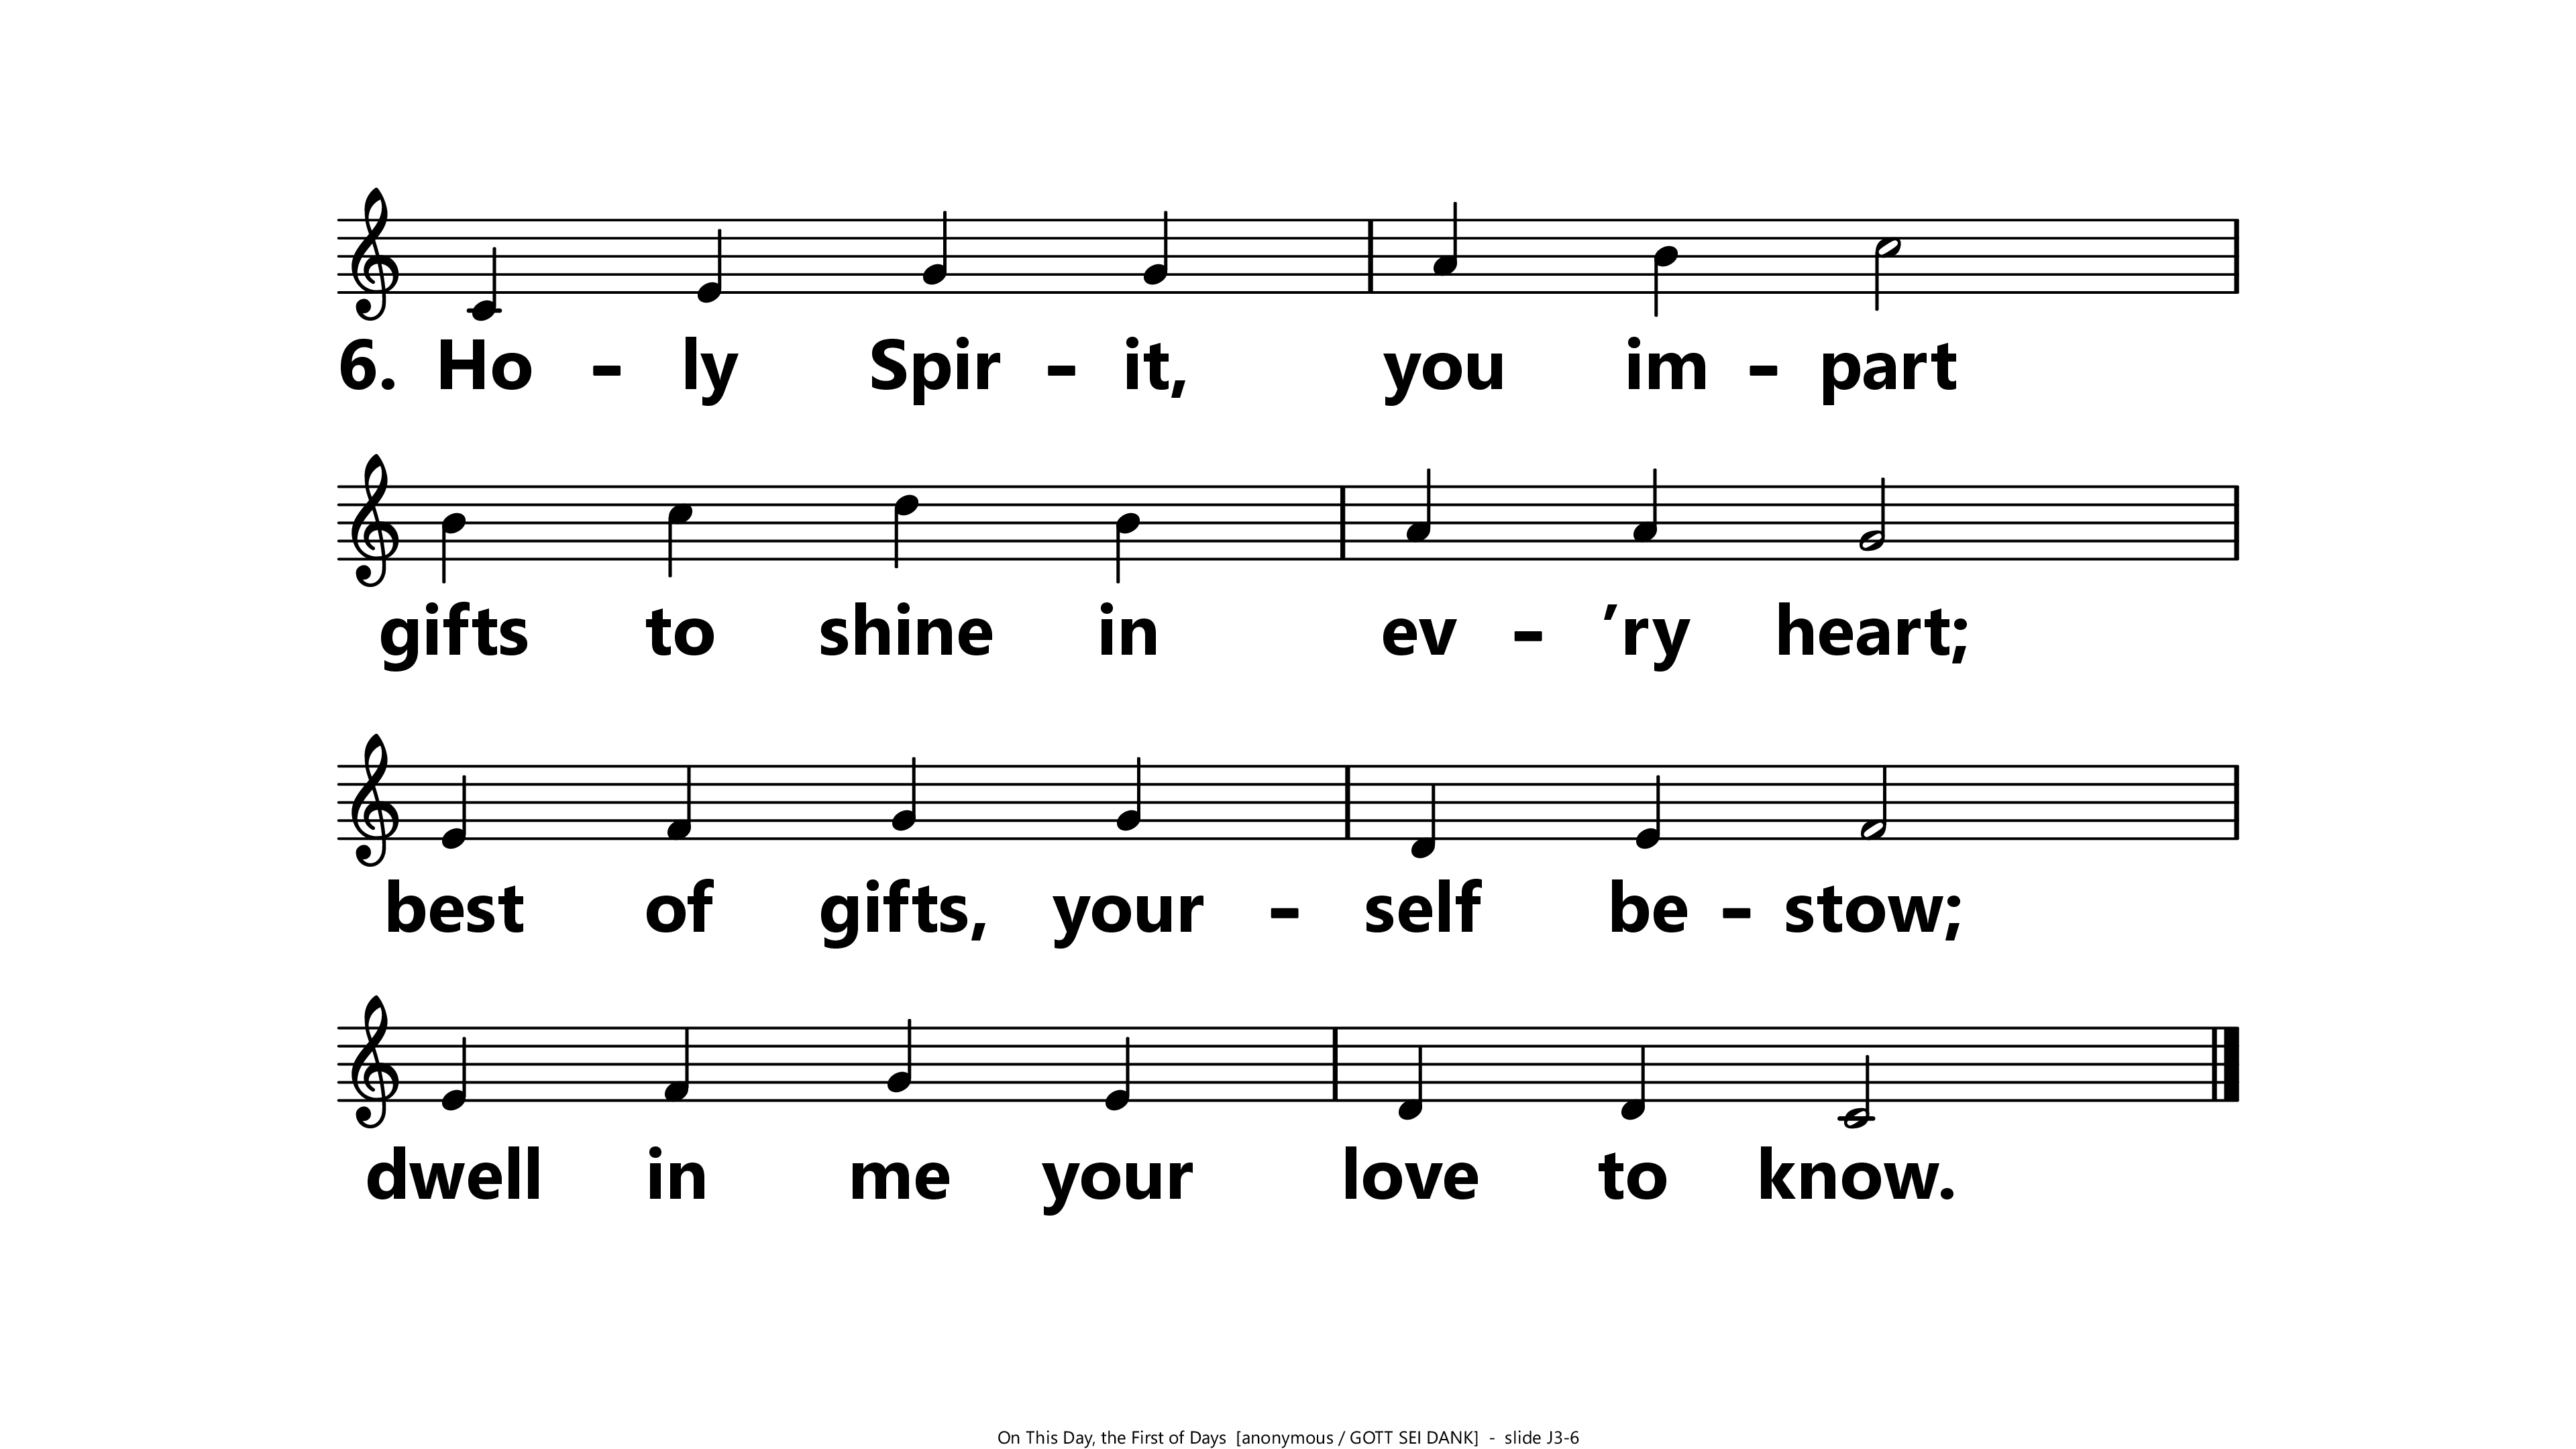 6. Ho - ly Spir - it, you im - part
gifts to shine in ev - ’ry heart;
best of gifts, your - self be - stow;
dwell in me your love to know.
On This Day, the First of Days [anonymous / GOTT SEI DANK] - slide J3-6